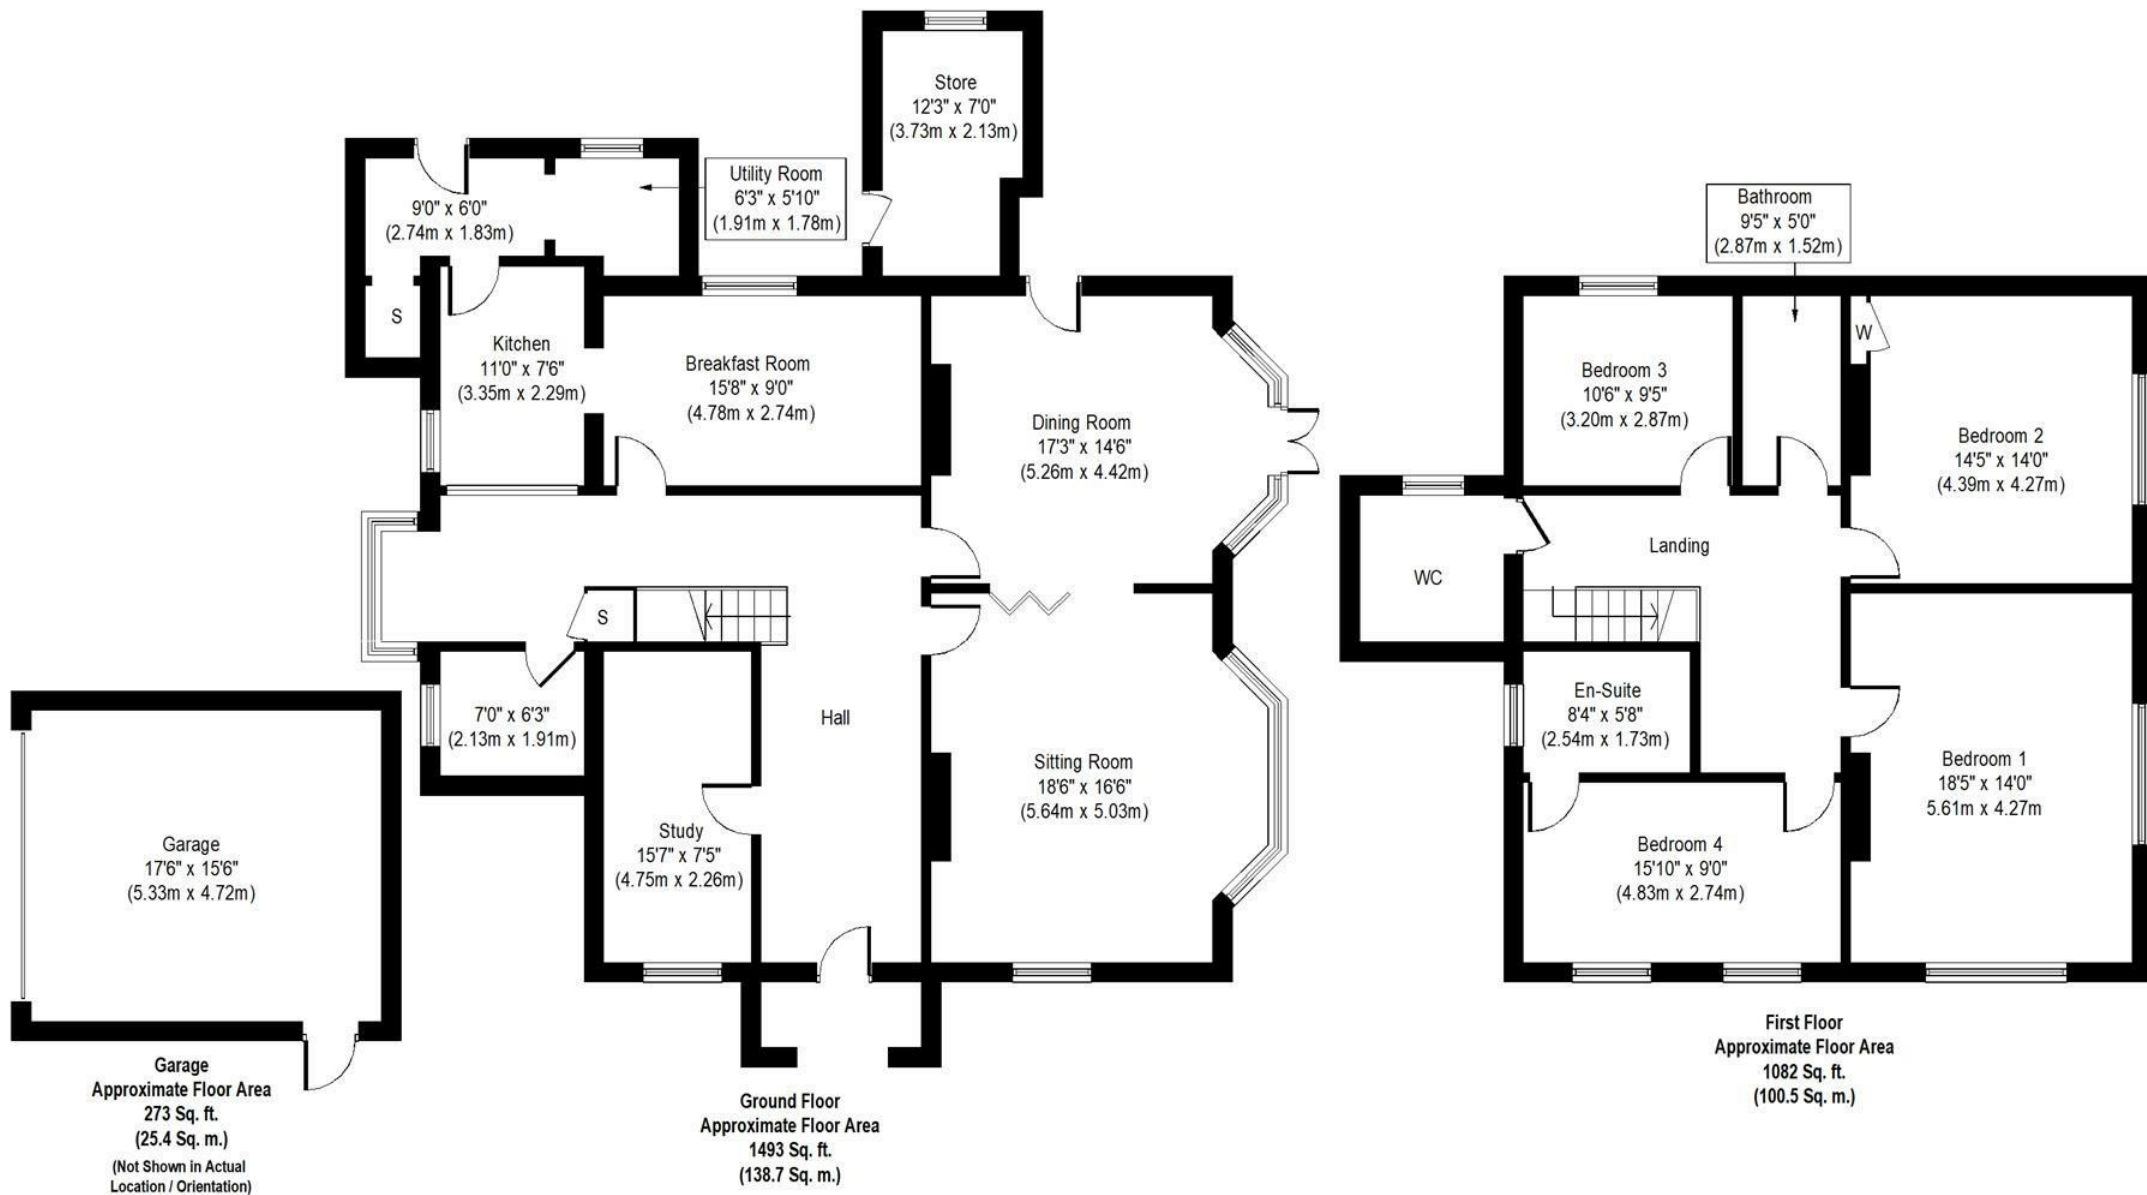 Store
12'3" x 7'0"
(3.73m x 2.13m)
Utility Room
6'3" x 5'10"
(1.91m x 1.78m)
9'0" x 6'0"
(2.74m x 1.83m)
S
Kitchen
11'0" x 7'6"
(3.35m x 2.29m)
Breakfast Room
15'8" x 9'0"
(4.78m x 2.74m)
Dining Room
17'3" x 14'6"
(5.26m x 4.42m)
S
7'0" x 6'3"
(2.13m x 1.91m)
Hall
Study
15'7" x 7'5"
(4.75m x 2.26m)
Sitting Room
18'6" x 16'6"
(5.64m x 5.03m)
Garage
17'6" x 15'6"
(5.33m x 4.72m)
Garage
Approximate Floor Area
273 Sq. ft.
(25.4 Sq. m.)
(Not Shown in Actual
Location / Orientation)
Ground Floor
Approximate Floor Area
1493 Sq. ft.
(138.7 Sq. m.)
Bathroom
9'5" x 5'0"
(2.87m x 1.52m)
W
Bedroom 3
10'6" x 9'5"
(3.20m x 2.87m)
Bedroom 2
14'5" x 14'0"
(4.39m x 4.27m)
Landing
WC
En-Suite
8'4" x 5'8"
(2.54m x 1.73m)
Bedroom 1
18'5" x 14'0"
5.61m x 4.27m
Bedroom 4
15'10" x 9'0"
(4.83m x 2.74m)
First Floor
Approximate Floor Area
1082 Sq. ft.
(100.5 Sq. m.)